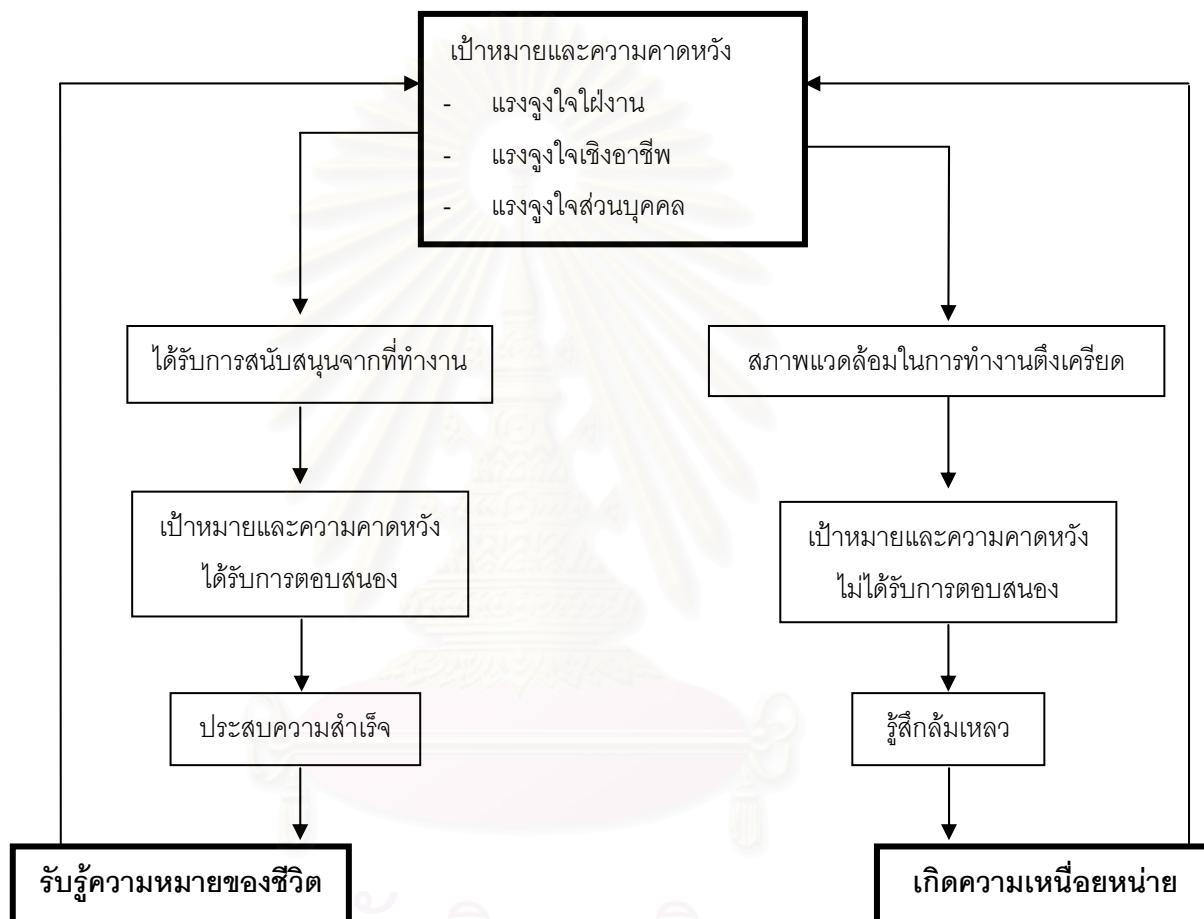 เป้าหมายและความคาดหวัง
- แรงจูงใจใฝ่งาน
- แรงจูงใจเชิงอาชีพ
- แรงจูงใจส่วนบุคคล
ได้รับการสนับสนุนจากที่ทำงาน
สภาพแวดล้อมในการทำงานตึงเครียด
เป้าหมายและความคาดหวัง
ได้รับการตอบสนอง
เป้าหมายและความคาดหวัง
ไม่ได้รับการตอบสนอง
ประสบความสำเร็จ
รู้สึกล้มเหลว
รับรู้ความหมายของชีวิต
เกิดความเหนื่อยหน่าย